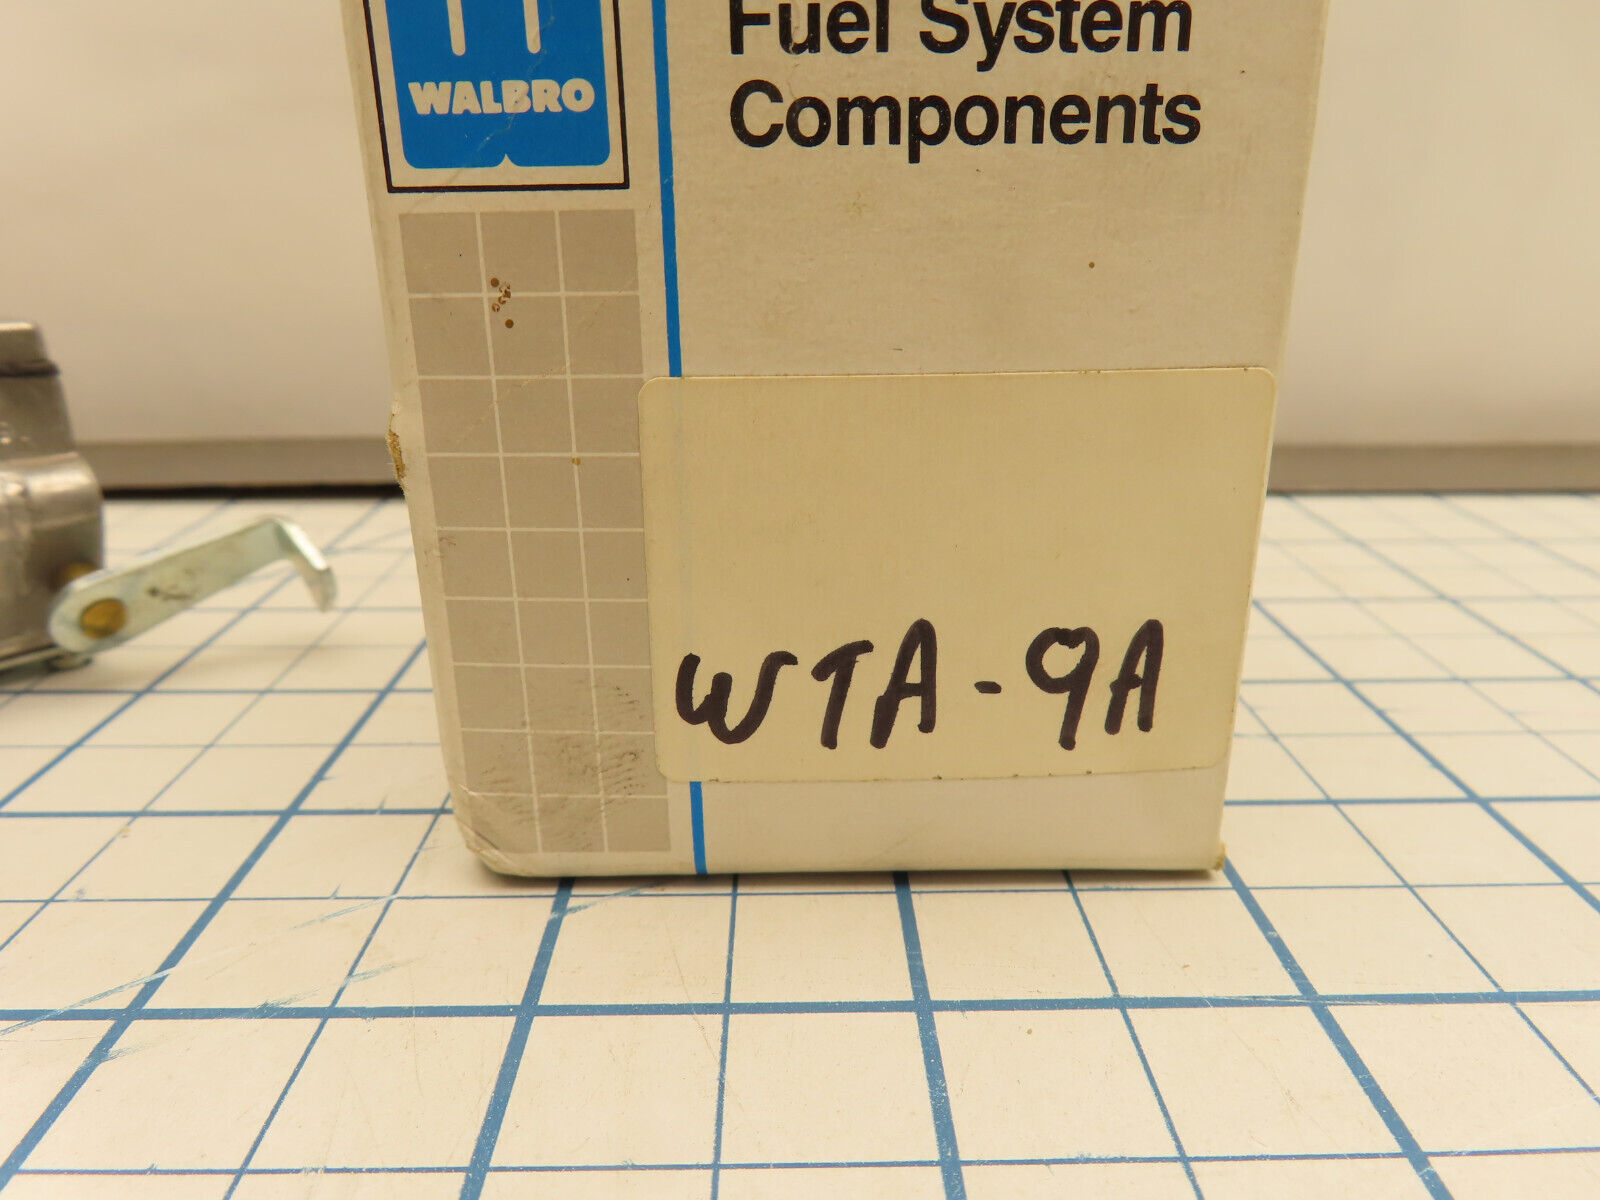 WALBRO
Fuel System
Components
WTA-9A